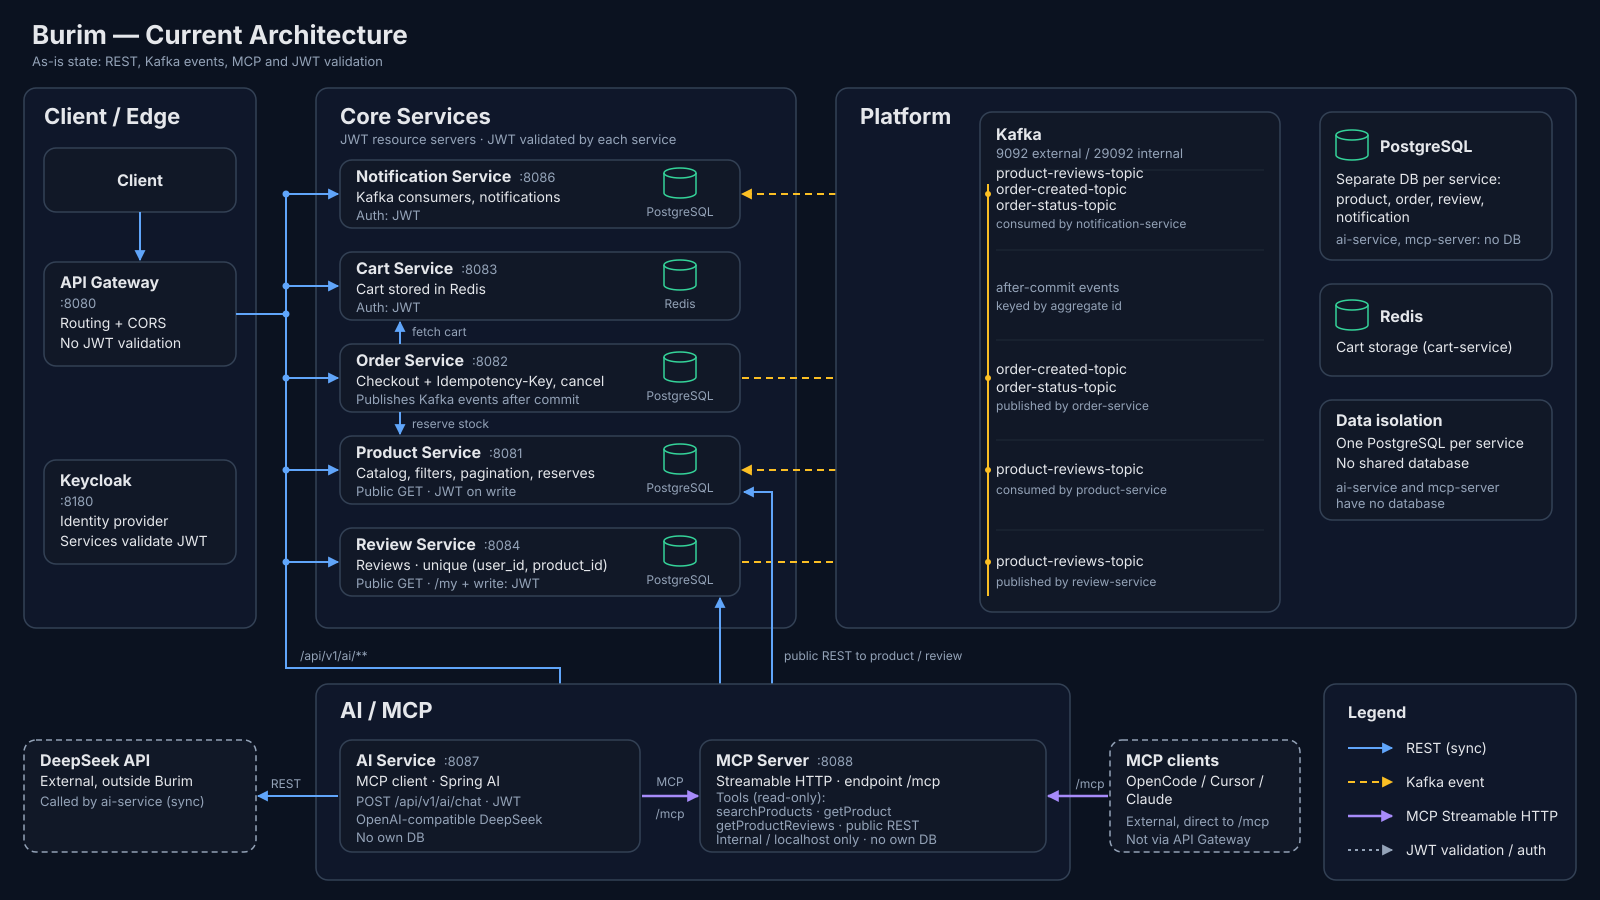 Burim — Current Architecture
As-is state: REST, Kafka events, MCP and JWT validation
Client / Edge
Client
API Gateway
:8080
Routing + CORS
No JWT validation
Keycloak
:8180
Identity provider
Services validate JWT
Core Services
JWT resource servers · JWT validated by each service
Notification Service :8086
Kafka consumers, notifications
Auth: JWT
PostgreSQL
Cart Service :8083
Cart stored in Redis
Auth: JWT
Redis
fetch cart
Order Service :8082
Checkout + Idempotency-Key, cancel
Publishes Kafka events after commit
PostgreSQL
reserve stock
Product Service :8081
Catalog, filters, pagination, reserves
Public GET · JWT on write
PostgreSQL
Review Service :8084
Reviews · unique (user_id, product_id)
Public GET · /my + write: JWT
PostgreSQL
Platform
Kafka
9092 external / 29092 internal
product-reviews-topic
order-created-topic
order-status-topic
consumed by notification-service
after-commit events
keyed by aggregate id
order-created-topic
order-status-topic
published by order-service
product-reviews-topic
consumed by product-service
product-reviews-topic
published by review-service
PostgreSQL
Separate DB per service:
product, order, review,
notification
ai-service, mcp-server: no DB
Redis
Cart storage (cart-service)
Data isolation
One PostgreSQL per service
No shared database
ai-service and mcp-server
have no database
/api/v1/ai/**
public REST to product / review
DeepSeek API
External, outside Burim
Called by ai-service (sync)
REST
AI / MCP
AI Service :8087
MCP client · Spring AI
POST /api/v1/ai/chat · JWT
OpenAI-compatible DeepSeek
No own DB
MCP
/mcp
MCP Server :8088
Streamable HTTP · endpoint /mcp
Tools (read-only):
searchProducts · getProduct
getProductReviews · public REST
Internal / localhost only · no own DB
/mcp
MCP clients
OpenCode / Cursor /
Claude
External, direct to /mcp
Not via API Gateway
Legend
REST (sync)
Kafka event
MCP Streamable HTTP
JWT validation / auth